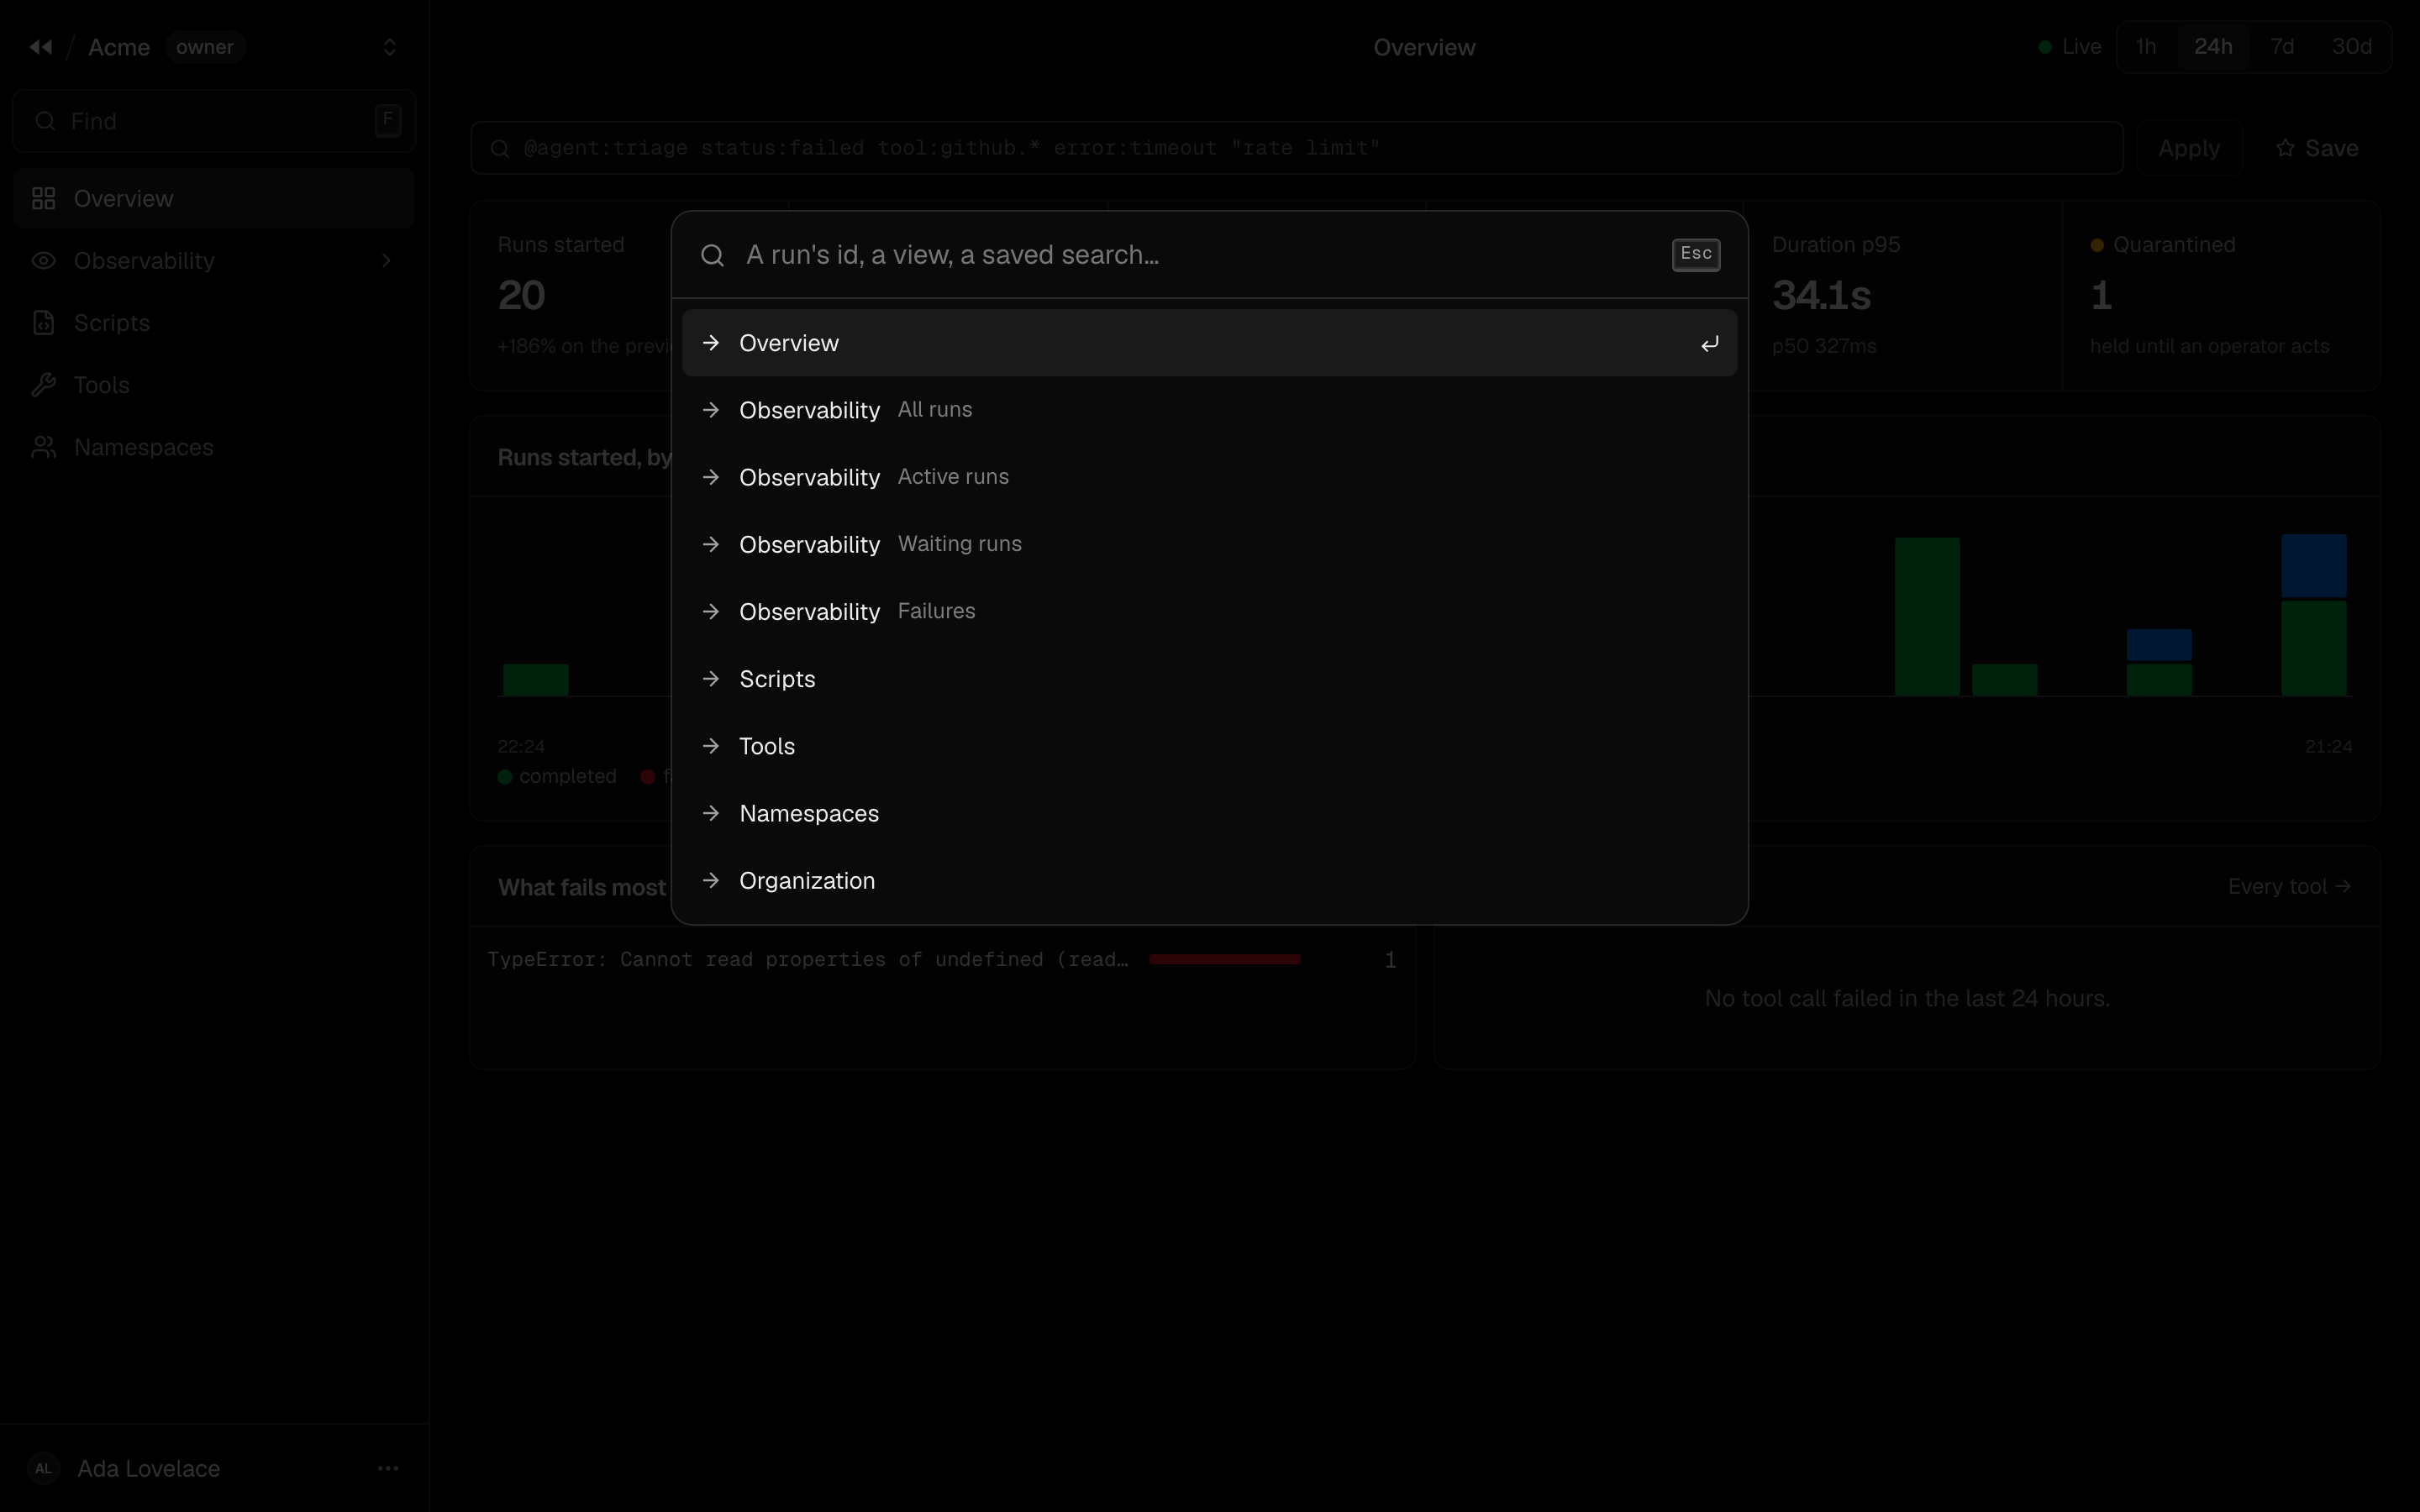 / Acme owner
Find F
Overview
Observability
Scripts
Tools
Namespaces
AL Ada Lovelace
Overview
Live 1h 24h 7d 30d
@agent:triage status:failed tool:github.* error:timeout "rate limit"
Apply Save
Runs started
20
+186% on the previ
Duration p95
34.1s
p50 327ms
Quarantined
1
held until an operator acts
A run's id, a view, a saved search... Esc
Overview
Observability All runs
Observability Active runs
Observability Waiting runs
Observability Failures
Scripts
Tools
Namespaces
Organization
Runs started, by
22:24 21:24
completed
What fails most
TypeError: Cannot read properties of undefined (read… 1
Every tool →
No tool call failed in the last 24 hours.